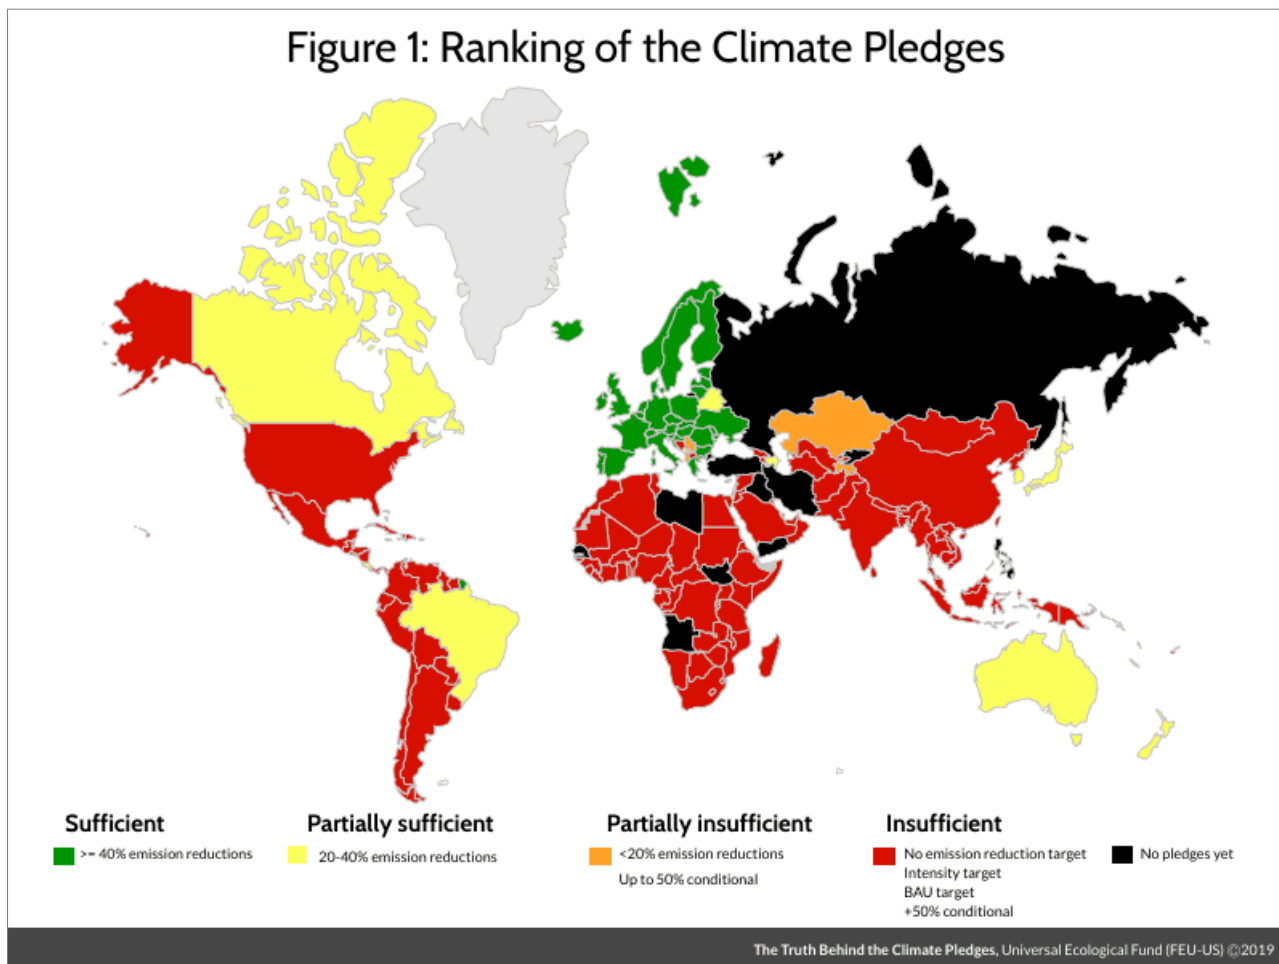 Figure 1: Ranking of the Climate Pledges
Sufficient
>= 40% emission reductions
Partially sufficient
20-40% emission reductions
Partially insufficient
<20% emission reductions
Up to 50% conditional
Insufficient
No emission reduction target
Intensity target
BAU target
+50% conditional
No pledges yet
The Truth Behind the Climate Pledges, Universal Ecological Fund (FEU-US) ©2019